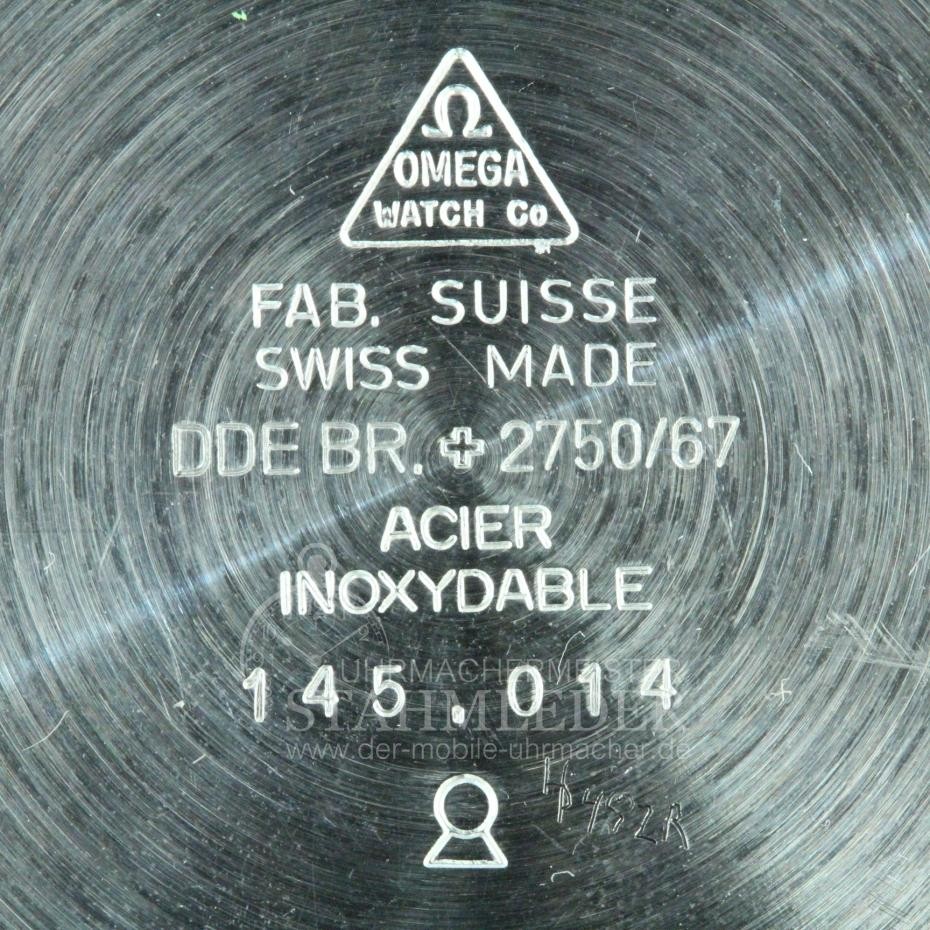 Ω
OMEGA
WATCH Co
FAB. SUISSE
SWISS MADE
DDE BR. ✚ 2750/67
ACIER
INOXYDABLE
145.014
UHRMACHERMEISTER
STAHMLEDER
www.der-mobile-uhrmacher.de